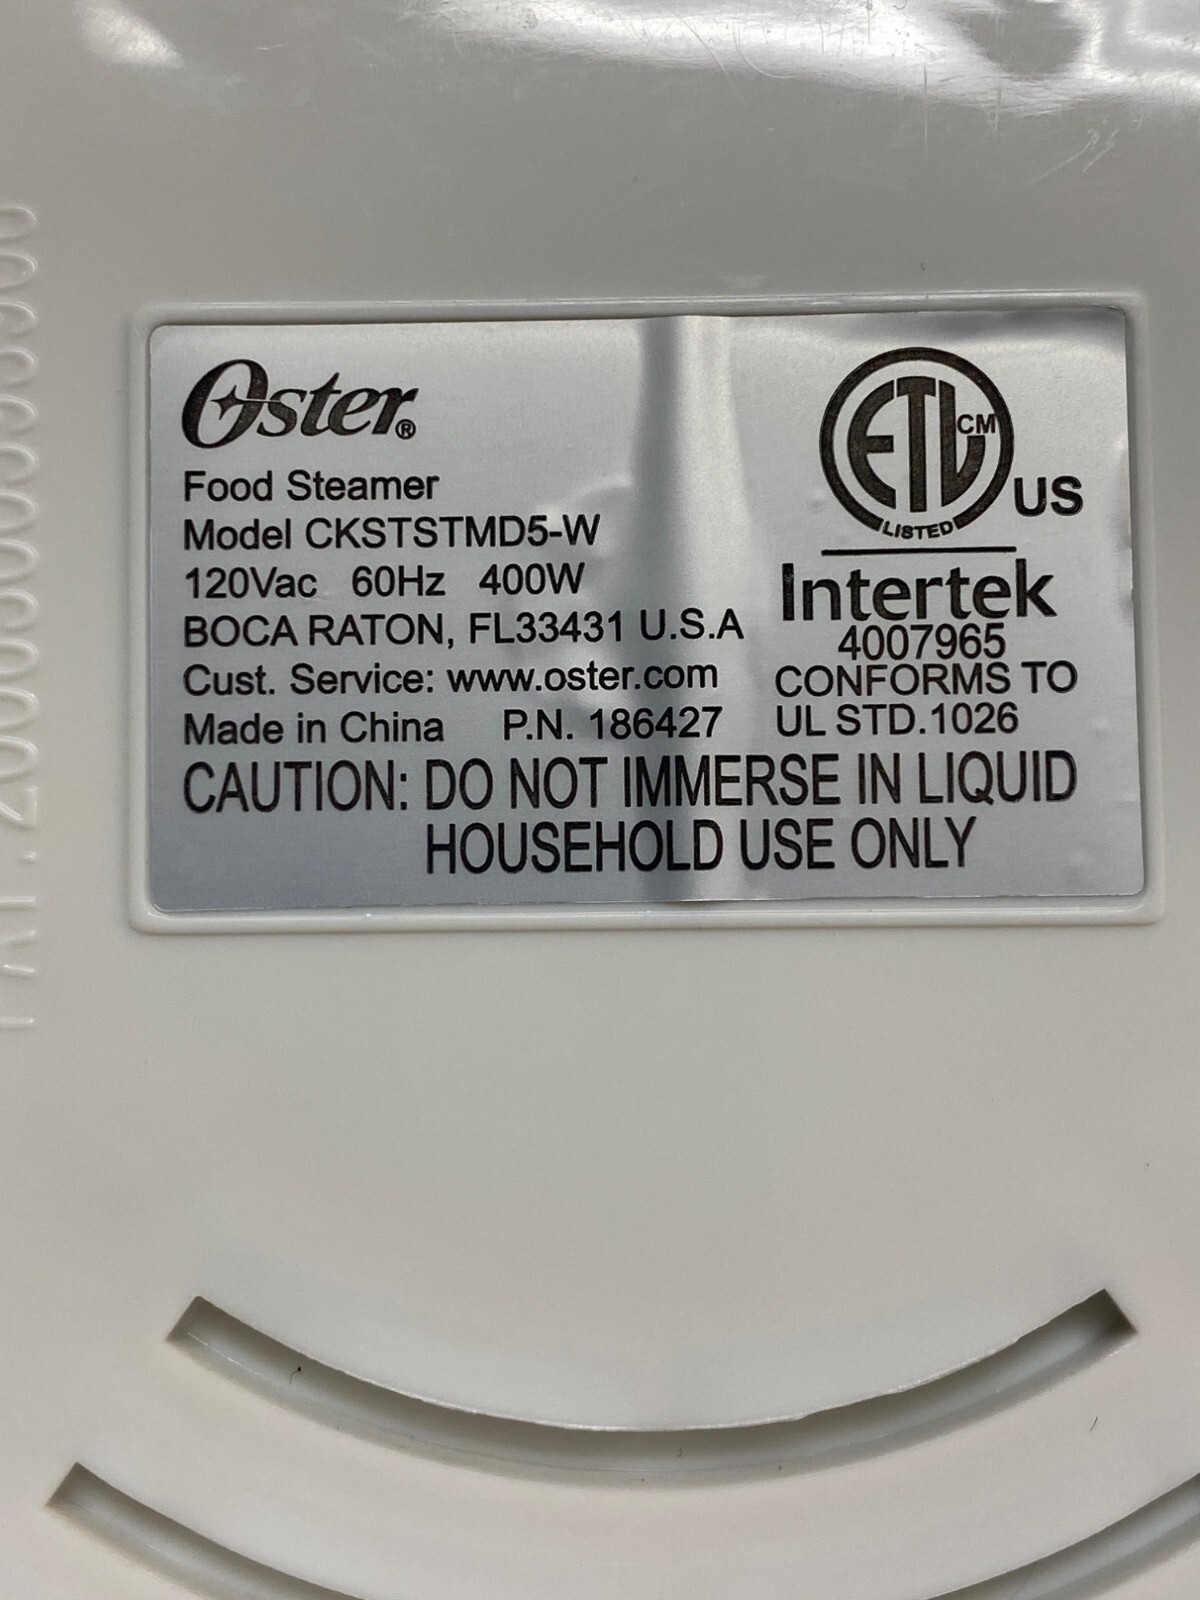 Oster®
Food Steamer
Model CKSTSTMD5-W
120Vac 60Hz 400W
BOCA RATON, FL33431 U.S.A
Cust. Service: www.oster.com
Made in China P.N. 186427
ETL CM
LISTED
US
Intertek
4007965
CONFORMS TO
UL STD.1026
CAUTION: DO NOT IMMERSE IN LIQUID
HOUSEHOLD USE ONLY